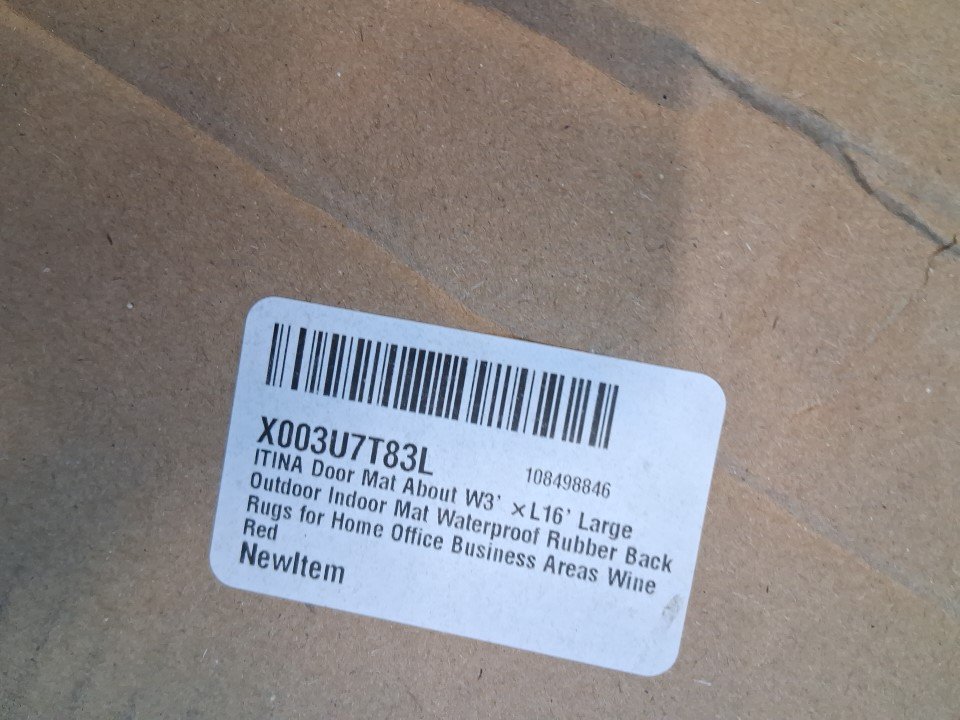 X003U7T83L
108498846
ITINA Door Mat About W3' ×L16' Large
Outdoor Indoor Mat Waterproof Rubber Back
Rugs for Home Office Business Areas Wine
Red
NewItem